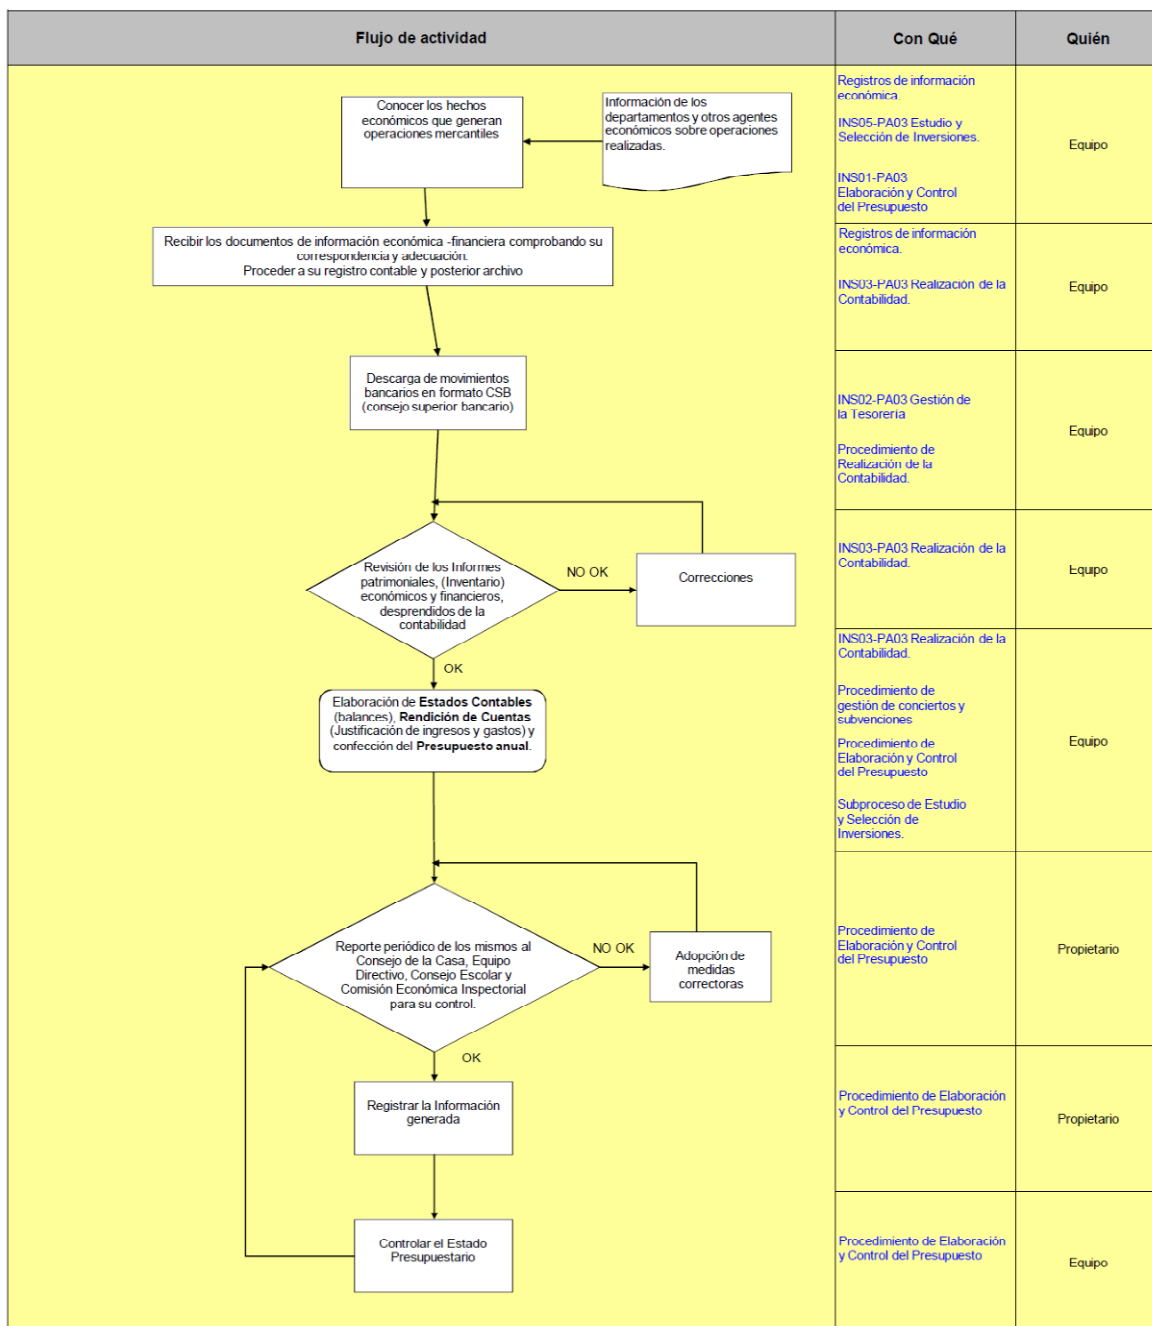 Flujo de actividad
Con Qué
Quién
Conocer los hechos
económicos que generan
operaciones mercantiles
Información de los
departamentos y otros agentes
económicos sobre operaciones
realizadas.
Registros de información
económica.
INS05-PA03 Estudio y
Selección de Inversiones.
INS01-PA03
Elaboración y Control
del Presupuesto
Equipo
Recibir los documentos de información económica -financiera comprobando su
correspondencia y adecuación.
Proceder a su registro contable y posterior archivo
Registros de información
económica.
INS03-PA03 Realización de la
Contabilidad.
Equipo
Descarga de movimientos
bancarios en formato CSB
(consejo superior bancario)
INS02-PA03 Gestión de
la Tesorería
Procedimiento de
Realización de la
Contabilidad.
Equipo
Revisión de los Informes
patrimoniales, (Inventario)
económicos y financieros,
desprendidos de la
contabilidad
NO OK
Correcciones
OK
INS03-PA03 Realización de la
Contabilidad.
Equipo
Elaboración de Estados Contables
(balances), Rendición de Cuentas
(Justificación de ingresos y gastos) y
confección del Presupuesto anual.
INS03-PA03 Realización de la
Contabilidad.
Procedimiento de
gestión de conciertos y
subvenciones
Procedimiento de
Elaboración y Control
del Presupuesto
Subproceso de Estudio
y Selección de
Inversiones.
Equipo
Reporte periódico de los mismos al
Consejo de la Casa, Equipo
Directivo, Consejo Escolar y
Comisión Económica Inspectorial
para su control.
NO OK
Adopción de
medidas
correctoras
OK
Procedimiento de
Elaboración y Control
del Presupuesto
Propietario
Registrar la Información
generada
Procedimiento de Elaboración
y Control del Presupuesto
Propietario
Controlar el Estado
Presupuestario
Procedimiento de Elaboración
y Control del Presupuesto
Equipo